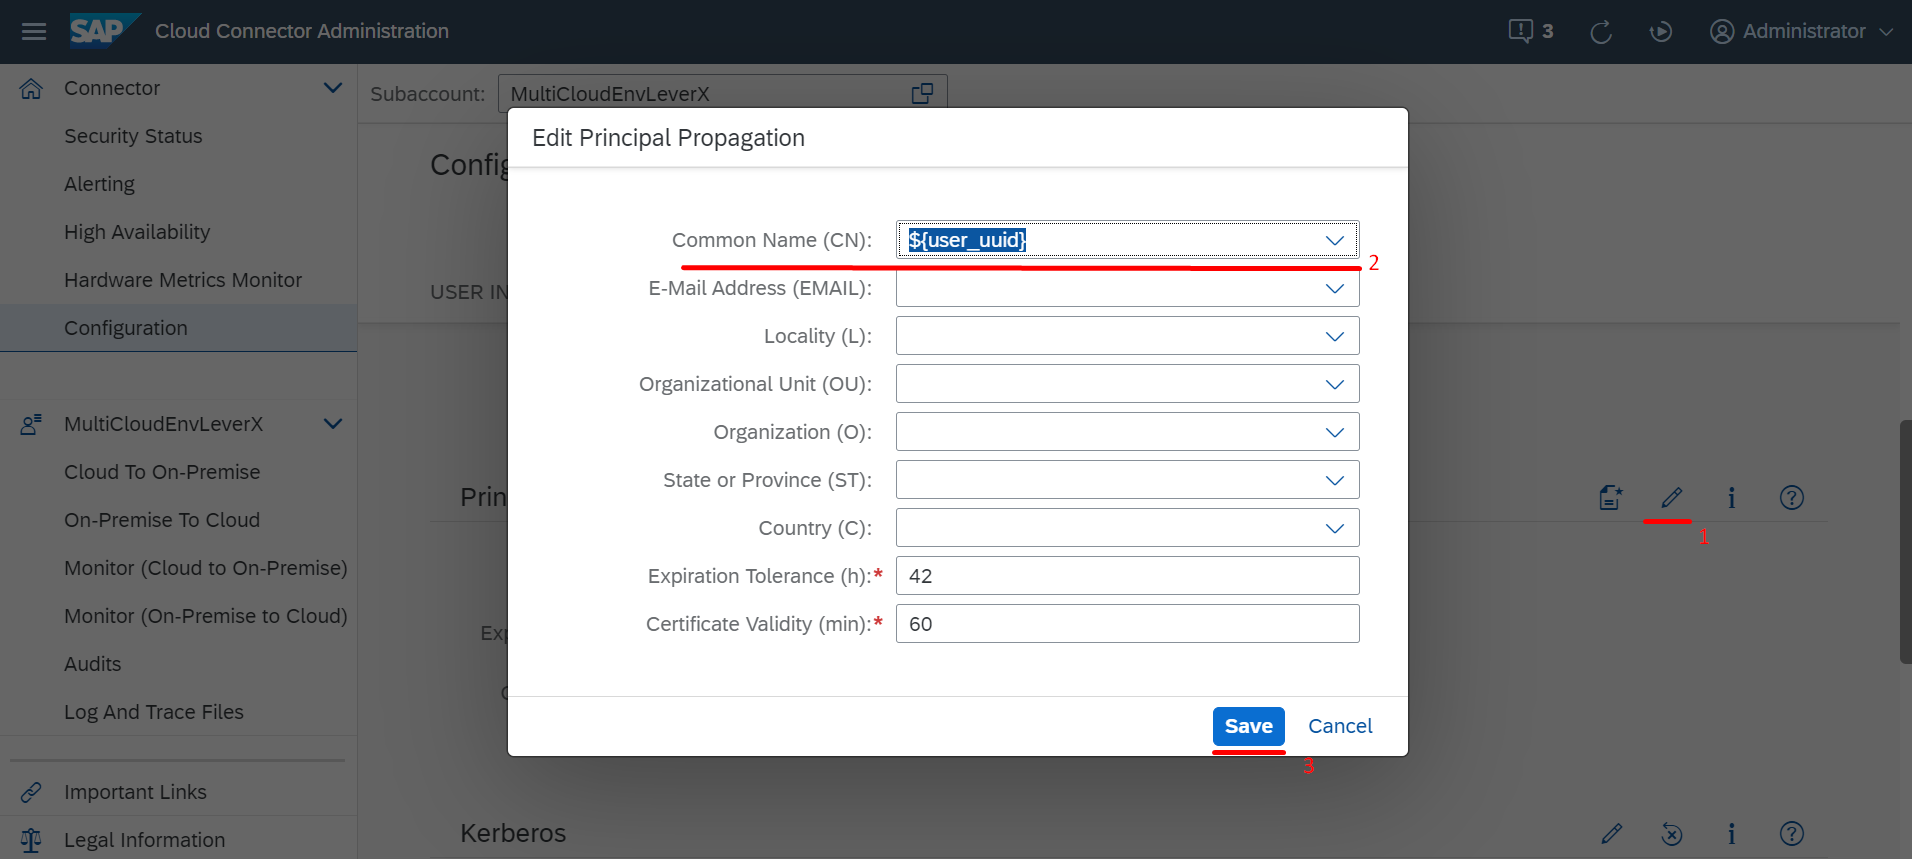 SAP Cloud Connector Administration 3 Administrator
Connector
Security Status
Alerting
High Availability
Hardware Metrics Monitor
Configuration
MultiCloudEnvLeverX
Cloud To On-Premise
On-Premise To Cloud
Monitor (Cloud to On-Premise)
Monitor (On-Premise to Cloud)
Audits
Log And Trace Files
Important Links
Legal Information
Subaccount: MultiCloudEnvLeverX
Config
USER IN
Prin
1
Exp
Kerberos
Edit Principal Propagation
Common Name (CN): ${user_uuid}
2
E-Mail Address (EMAIL):
Locality (L):
Organizational Unit (OU):
Organization (O):
State or Province (ST):
Country (C):
Expiration Tolerance (h):* 42
Certificate Validity (min):* 60
Save Cancel
3